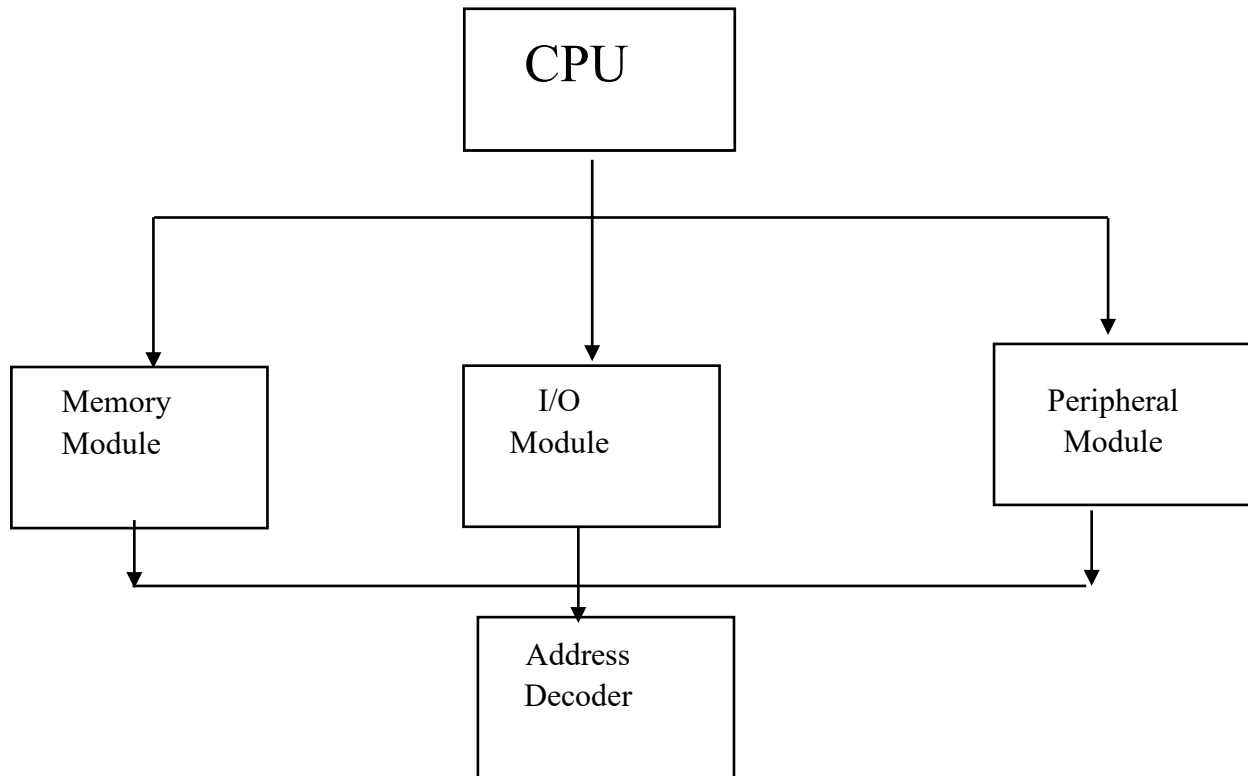 CPU
Memory
Module
I/O
Module
Peripheral
Module
Address
Decoder